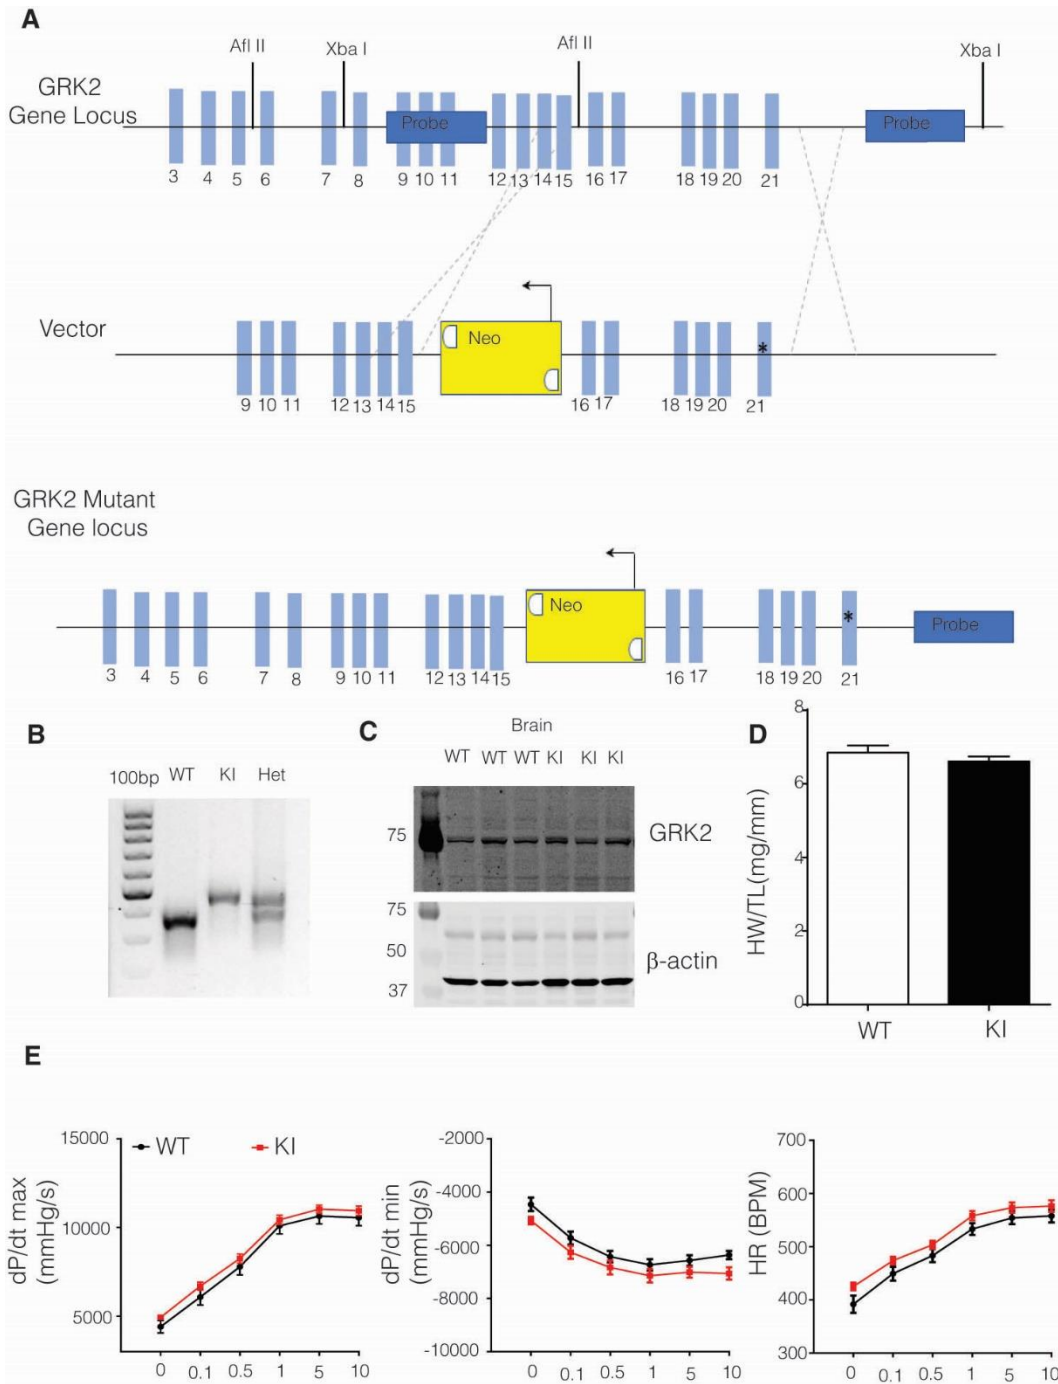 A
Afl II
Xba I
Afl II
Xba I
GRK2
Gene Locus
Probe
Probe
3 4 5 6 7 8 9 10 11 12 13 14 15 16 17 18 19 20 21
Vector
Neo
*
9 10 11 12 13 14 15 16 17 18 19 20 21
GRK2 Mutant
Gene locus
Neo
*
Probe
3 4 5 6 7 8 9 10 11 12 13 14 15 16 17 18 19 20 21
B
100bp WT KI Het
C
Brain
WT WT WT KI KI KI
75
GRK2
75
50
β-actin
37
D
HW/TL(mg/mm)
8
6
4
2
0
WT KI
E
WT KI
dP/dt max
(mmHg/s)
15000
10000
5000
0 0.1 0.5 1 5 10
dP/dt min
(mmHg/s)
-2000
-4000
-6000
-8000
-10000
0 0.1 0.5 1 5 10
HR (BPM)
700
600
500
400
300
0 0.1 0.5 1 5 10